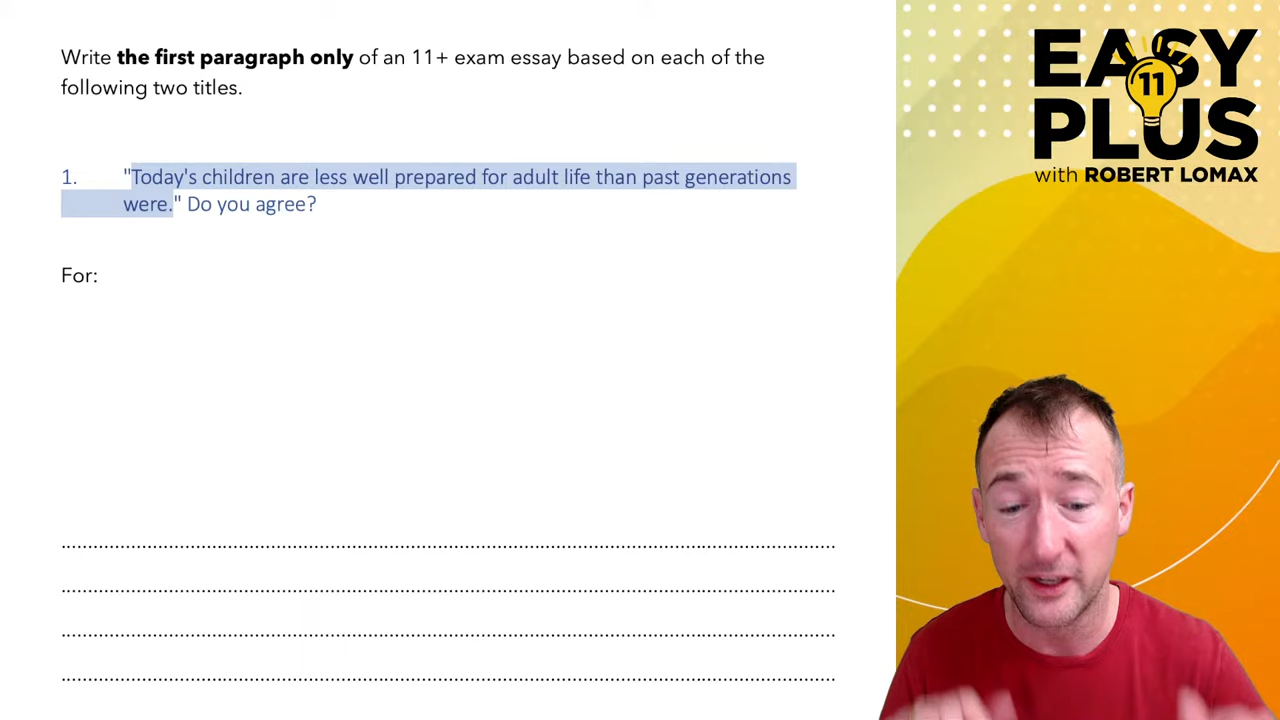 Write the first paragraph only of an 11+ exam essay based on each of the
following two titles.
1. "Today's children are less well prepared for adult life than past generations
were." Do you agree?
For:
EASY
11
PLUS
with ROBERT LOMAX